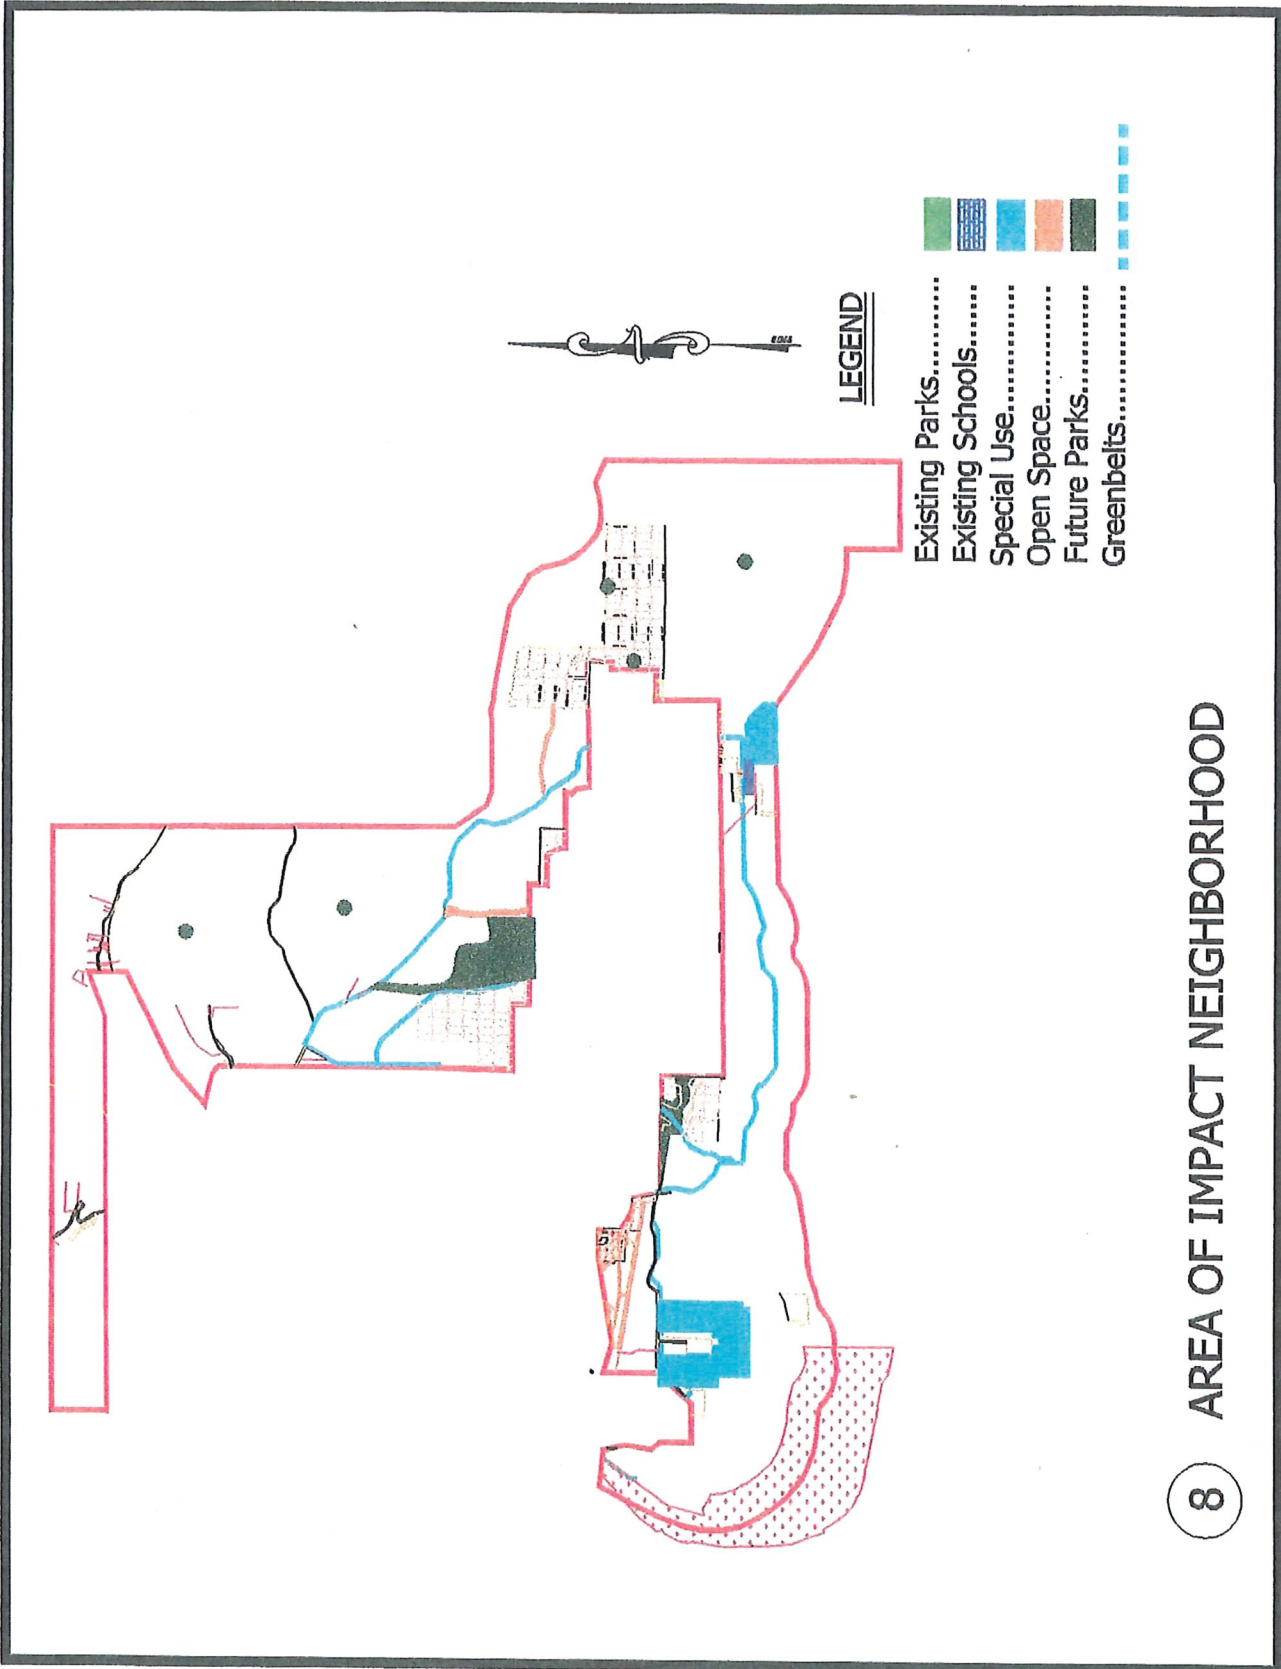 LEGEND
Existing Parks...........
Existing Schools......
Special Use...............
Open Space..............
Future Parks............
Greenbelts.................
8 AREA OF IMPACT NEIGHBORHOOD